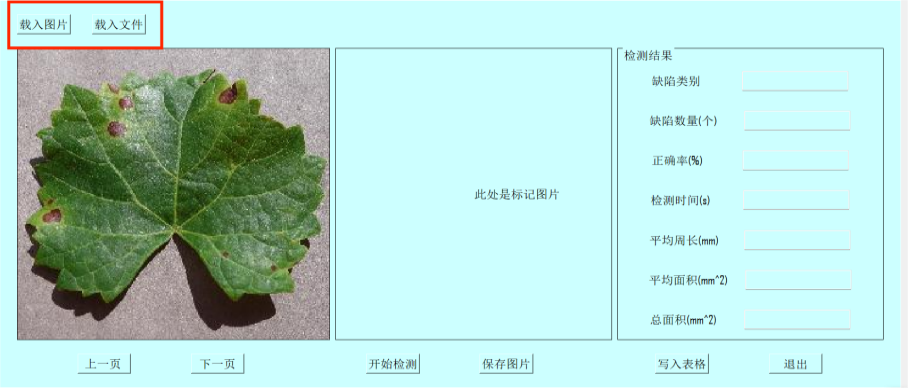 载入图片 载入文件
检测结果
缺陷类别
缺陷数量(个)
正确率(%)
此处是标记图片
检测时间(s)
平均周长(mm)
平均面积(mm^2)
总面积(mm^2)
上一页 下一页 开始检测 保存图片 写入表格 退出